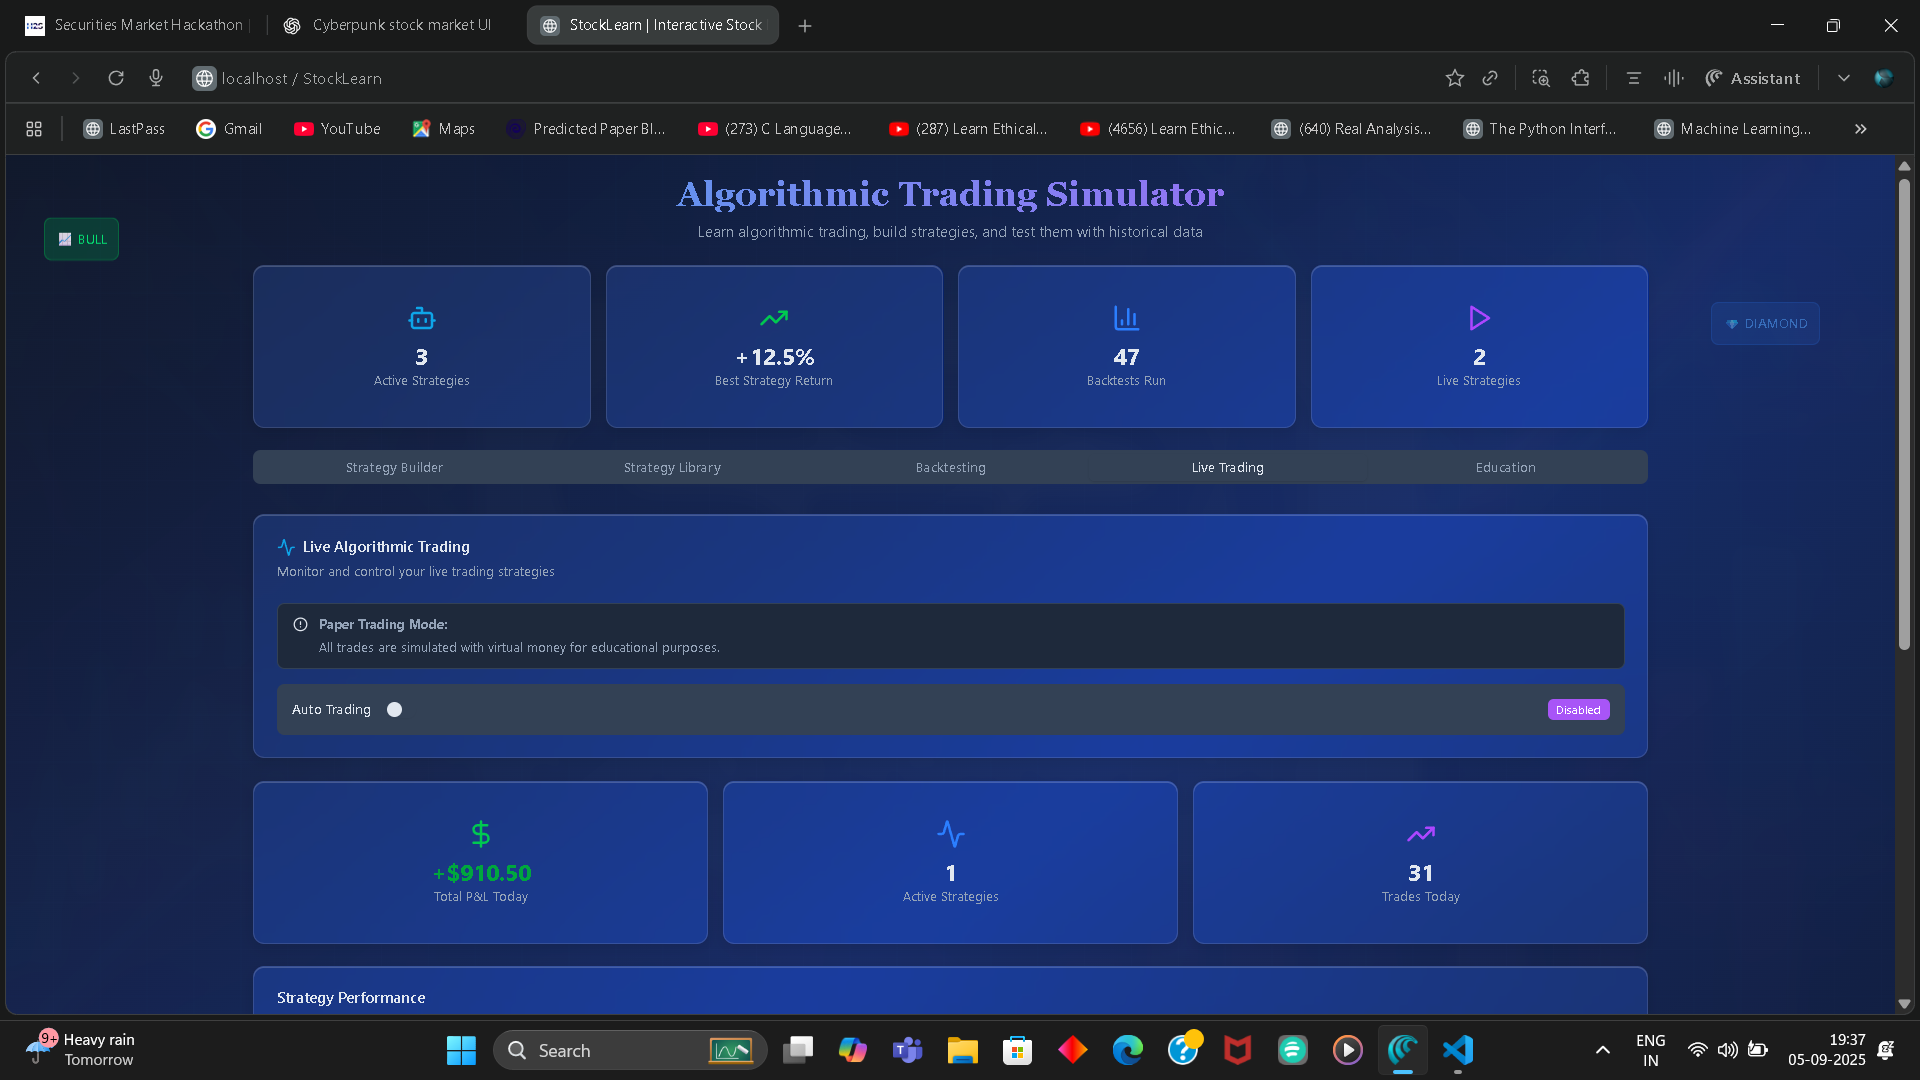 Securities Market Hackathon
Cyberpunk stock market UI
StockLearn | Interactive Stock
localhost / StockLearn
Assistant
LastPass
Gmail
YouTube
Maps
Predicted Paper Bl...
(273) C Language...
(287) Learn Ethical...
(4656) Learn Ethic...
(640) Real Analysis...
The Python Interf...
Machine Learning...
Algorithmic Trading Simulator
Learn algorithmic trading, build strategies, and test them with historical data
BULL
DIAMOND
3
Active Strategies
+12.5%
Best Strategy Return
47
Backtests Run
2
Live Strategies
Strategy Builder
Strategy Library
Backtesting
Live Trading
Education
Live Algorithmic Trading
Monitor and control your live trading strategies
Paper Trading Mode:
All trades are simulated with virtual money for educational purposes.
Auto Trading
Disabled
+$910.50
Total P&L Today
1
Active Strategies
31
Trades Today
Strategy Performance
9+
Heavy rain
Tomorrow
Search
ENG
IN
19:37
05-09-2025